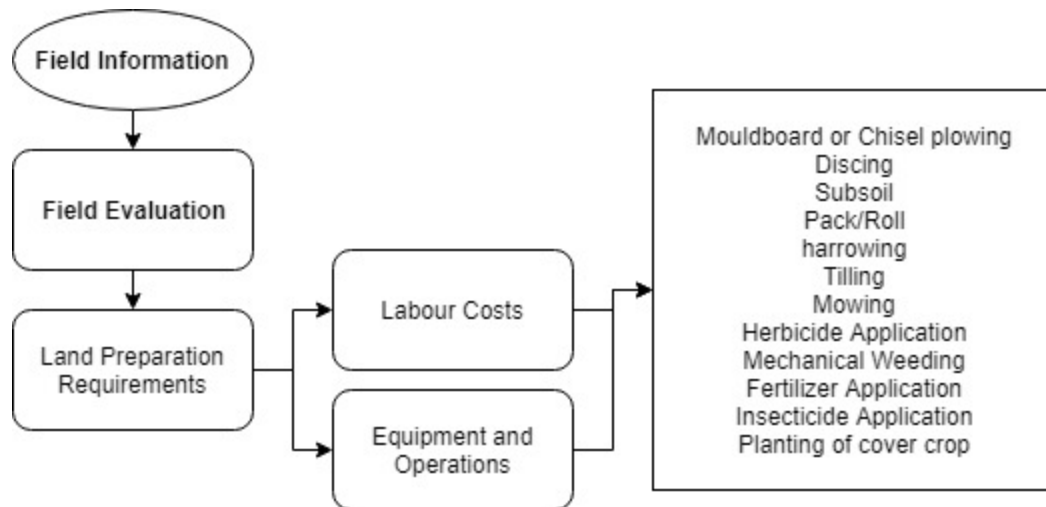 Field Information
Field Evaluation
Land Preparation
Requirements
Labour Costs
Equipment and
Operations
Mouldboard or Chisel plowing
Discing
Subsoil
Pack/Roll
harrowing
Tilling
Mowing
Herbicide Application
Mechanical Weeding
Fertilizer Application
Insecticide Application
Planting of cover crop